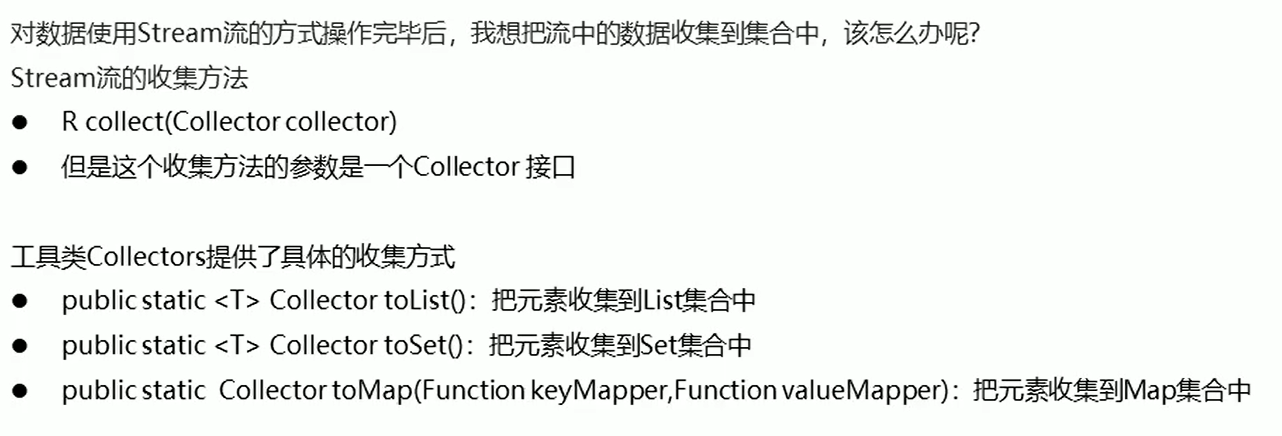 对数据使用Stream流的方式操作完毕后，我想把流中的数据收集到集合中，该怎么办呢?
Stream流的收集方法
● R collect(Collector collector)
● 但是这个收集方法的参数是一个Collector 接口
工具类Collectors提供了具体的收集方式
● public static <T> Collector toList()：把元素收集到List集合中
● public static <T> Collector toSet()：把元素收集到Set集合中
● public static Collector toMap(Function keyMapper,Function valueMapper)：把元素收集到Map集合中